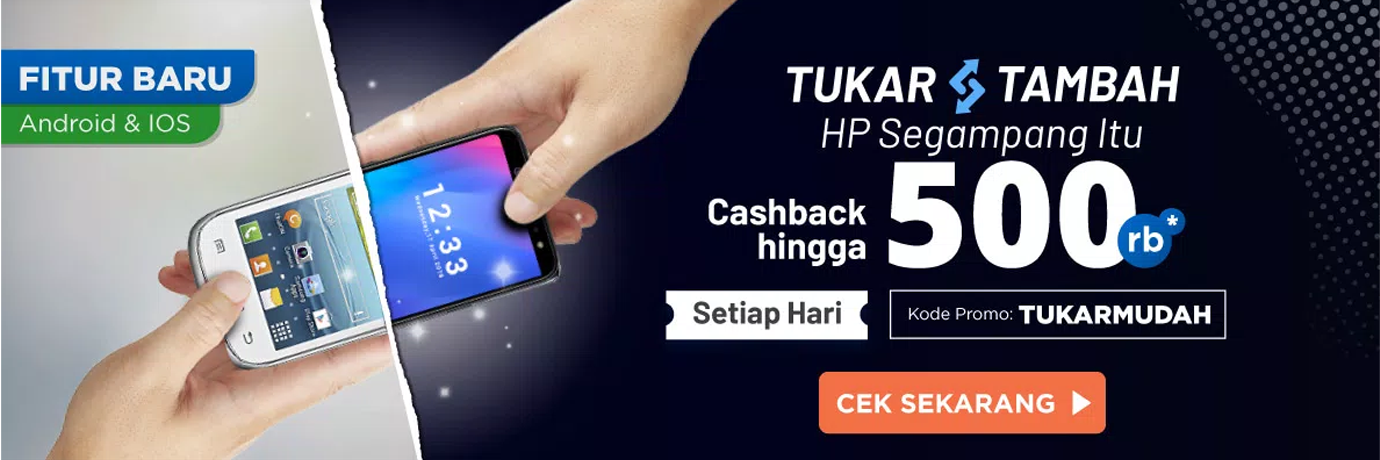 FITUR BARU
Android & IOS
TUKAR TAMBAH
HP Segampang Itu
Cashback
hingga
500
rb*
Setiap Hari
Kode Promo: TUKARMUDAH
CEK SEKARANG
12:33